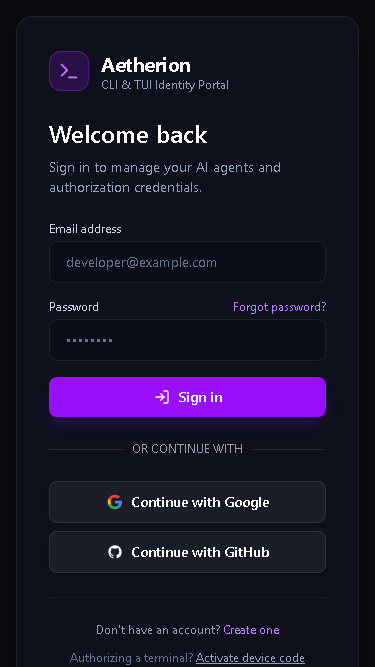 Aetherion
CLI & TUI Identity Portal
Welcome back
Sign in to manage your AI agents and
authorization credentials.
Email address
developer@example.com
Password Forgot password?
••••••••
Sign in
OR CONTINUE WITH
Continue with Google
Continue with GitHub
Don't have an account? Create one
Authorizing a terminal? Activate device code